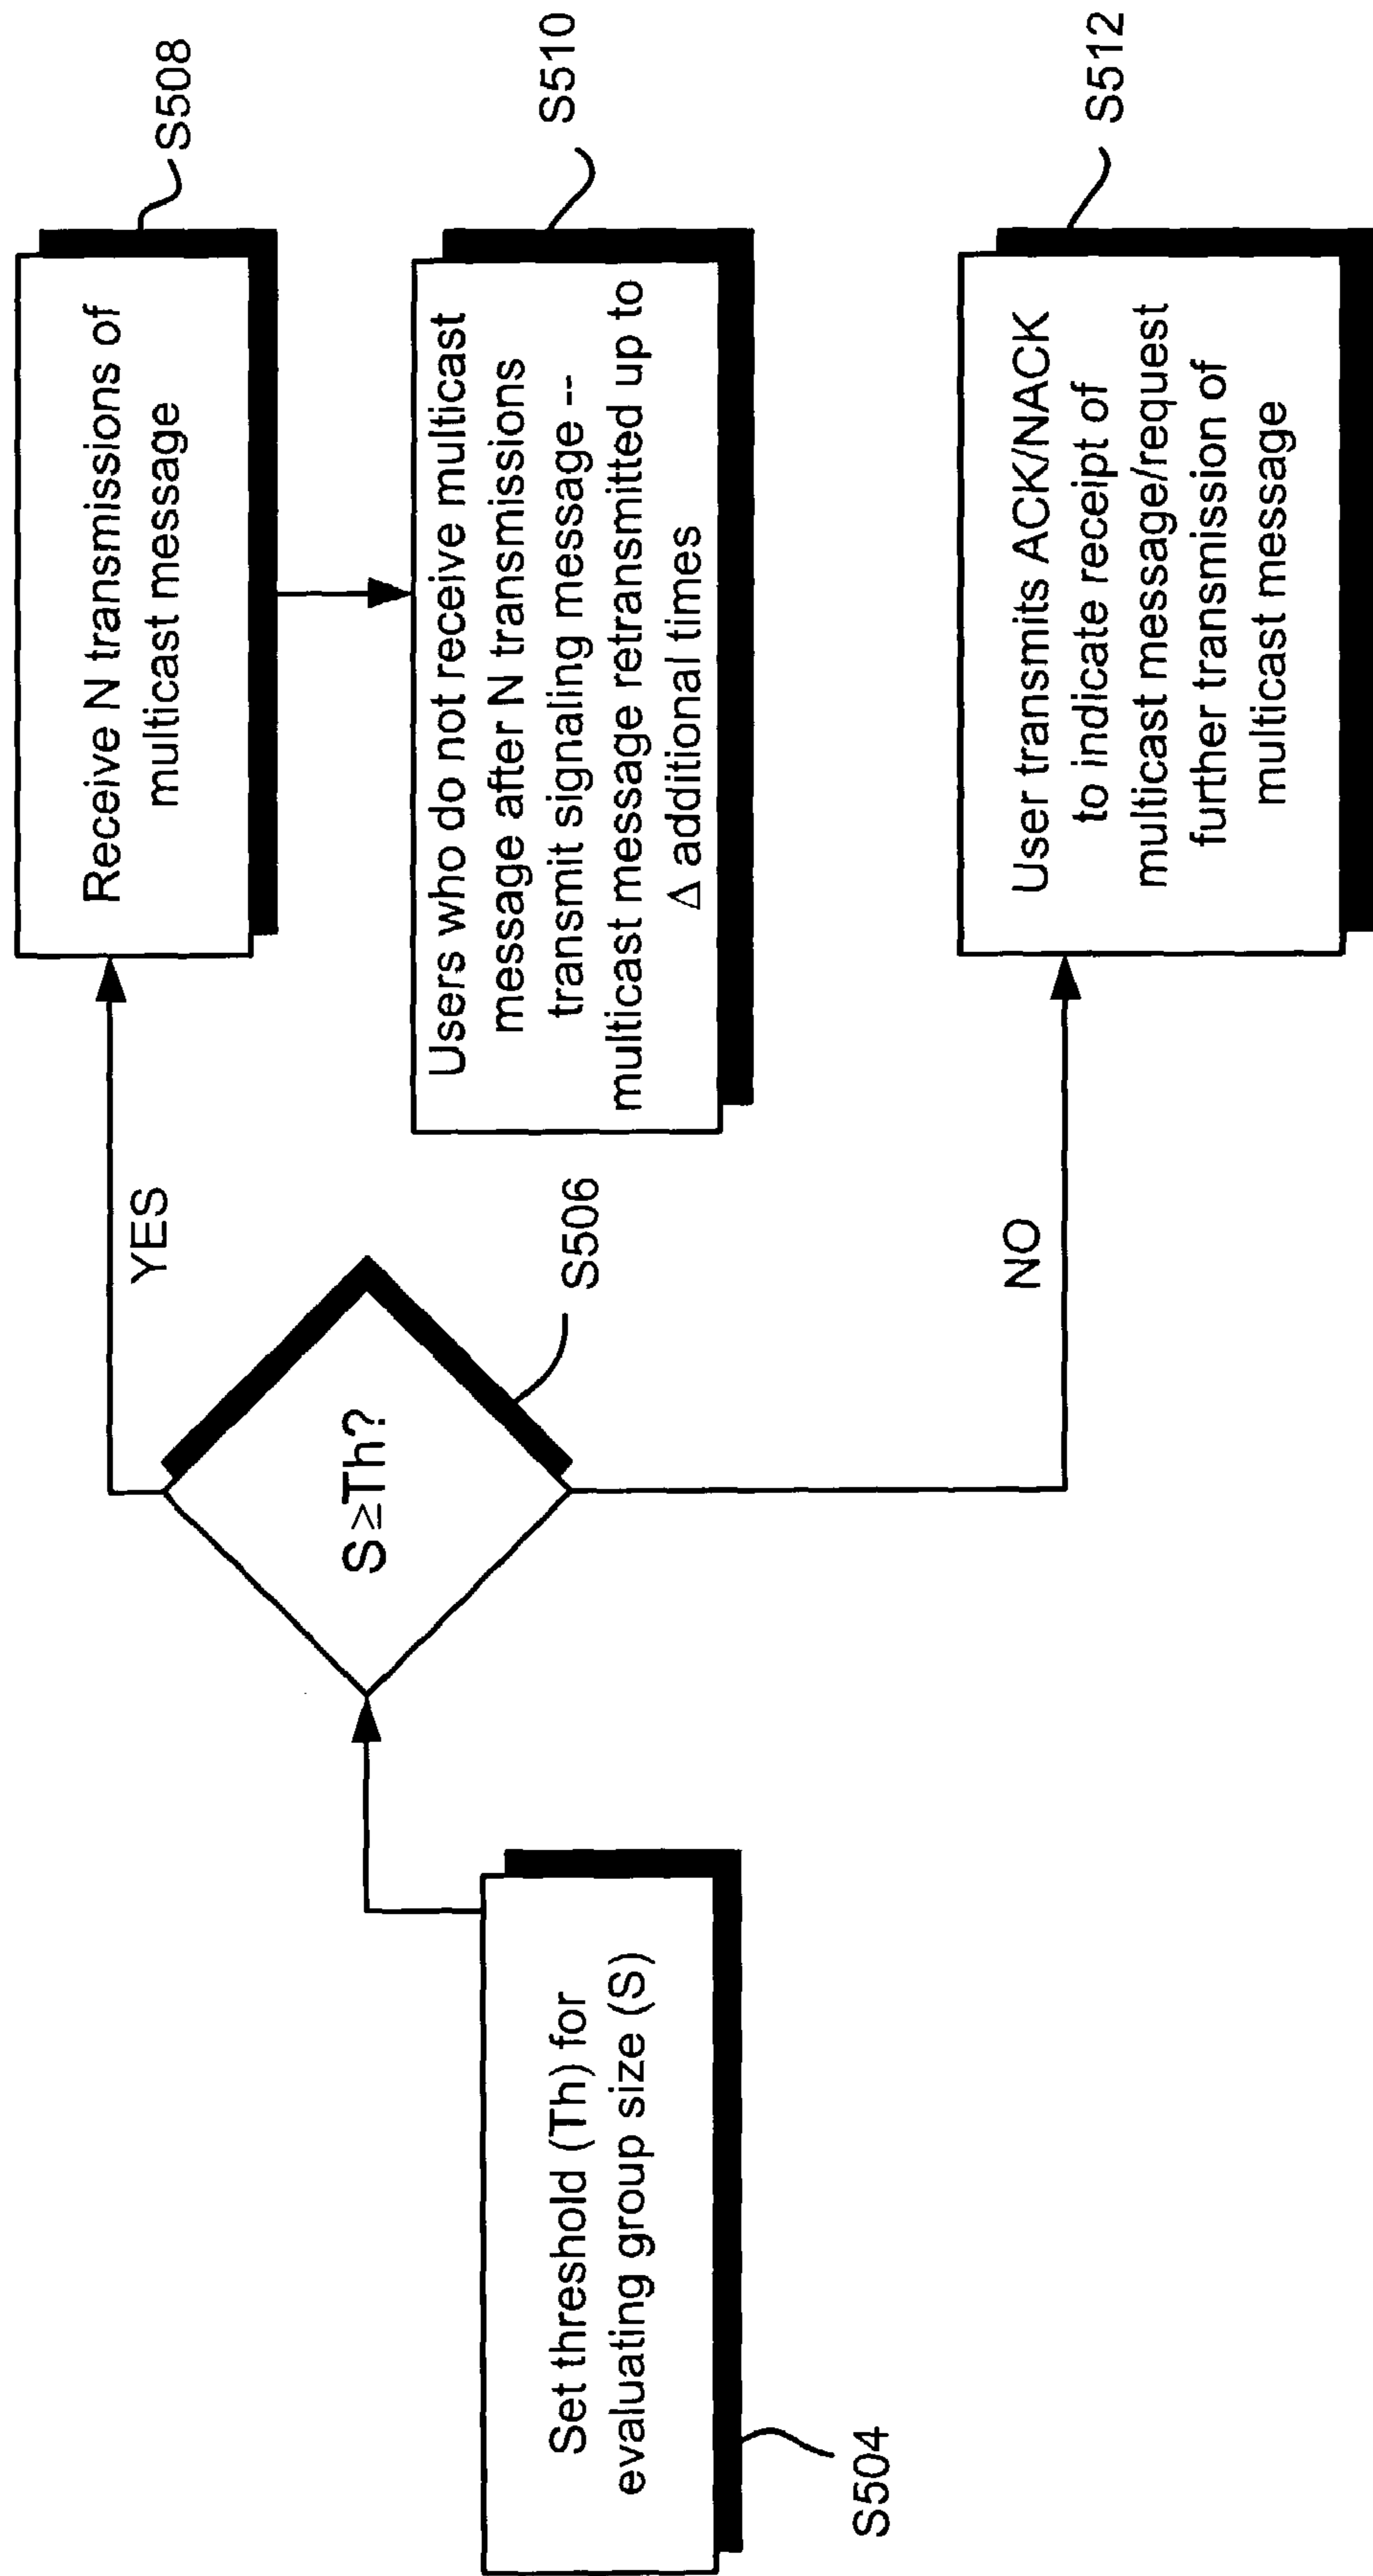 Set threshold (Th) for
evaluating group size (S)
S504
S≥Th?
S506
YES
Receive N transmissions of
multicast message
S508
Users who do not receive multicast
message after N transmissions
transmit signaling message --
multicast message retransmitted up to
Δ additional times
S510
NO
User transmits ACK/NACK
to indicate receipt of
multicast message/request
further transmission of
multicast message
S512